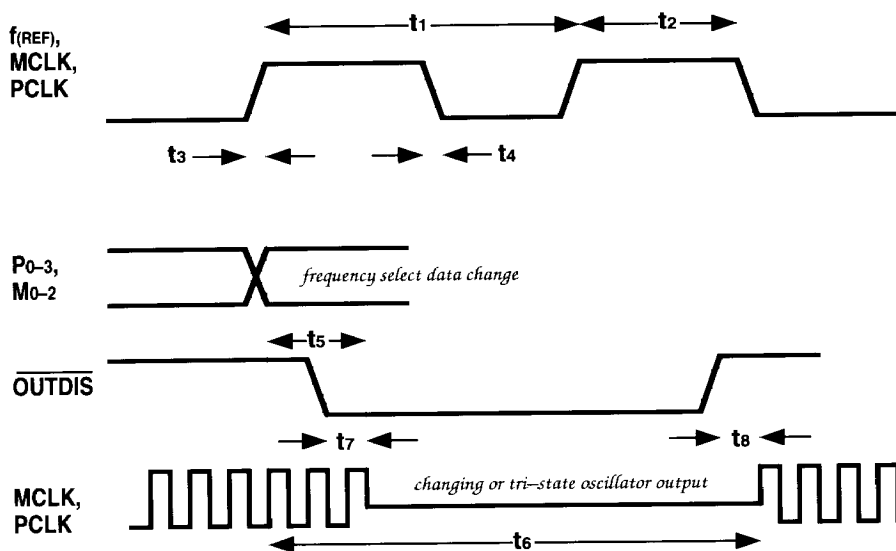 t1
t2
f(REF),
MCLK,
PCLK
t3
t4
P0–3,
M0–2
frequency select data change
t5
OUTDIS
t7
t8
MCLK,
PCLK
changing or tri–state oscillator output
t6